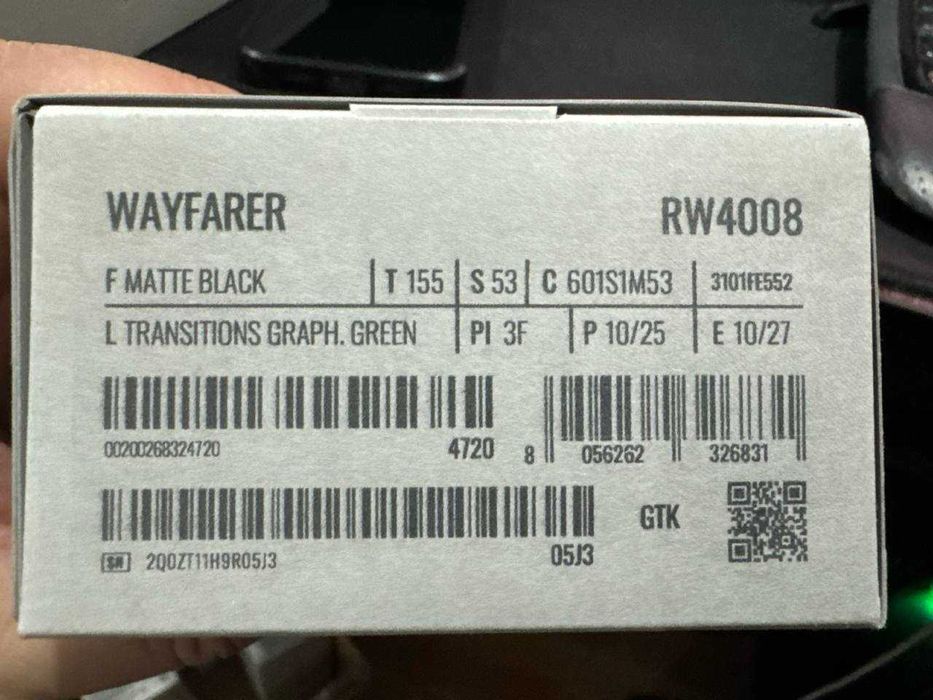 WAYFARER RW4008
F MATTE BLACK T 155 S 53 C 601S1M53 3101FE552
L TRANSITIONS GRAPH. GREEN PI 3F P 10/25 E 10/27
00200268324720 4720 8 056262 326831
GTK
SN 2Q0ZT11H9R05J3 05J3